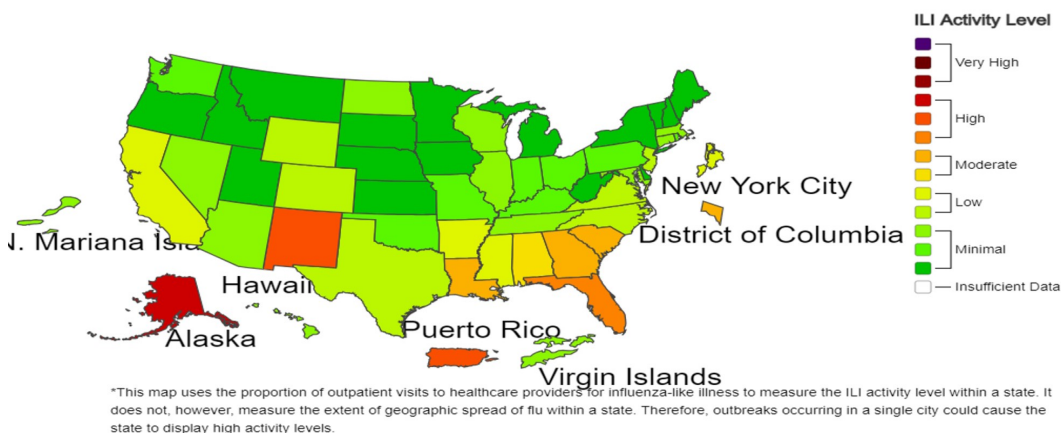 ILI Activity Level
Very High
High
Moderate
Low
Minimal
Insufficient Data
New York City
District of Columbia
N. Mariana
Hawaii
Alaska
Puerto Rico
Virgin Islands
*This map uses the proportion of outpatient visits to healthcare providers for influenza-like illness to measure the ILI activity level within a state. It
does not, however, measure the extent of geographic spread of flu within a state. Therefore, outbreaks occurring in a single city could cause the
state to display high activity levels.